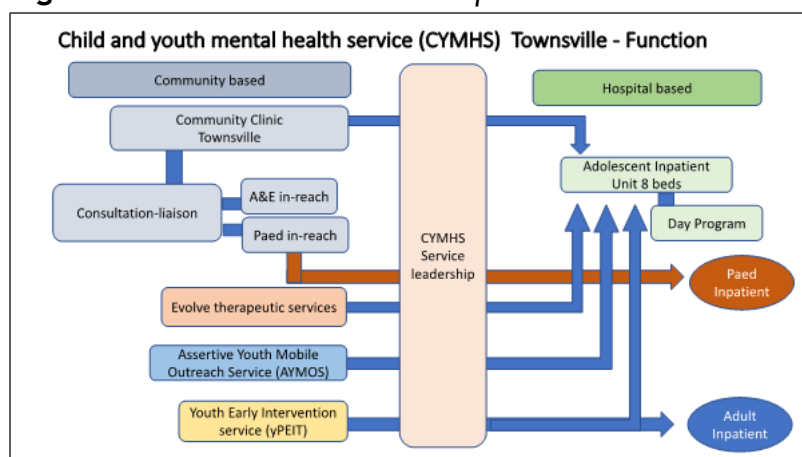 Child and youth mental health service (CYMHS) Townsville - Function
Community based
Hospital based
Community Clinic
Townsville
Adolescent Inpatient
Unit 8 beds
Consultation-liaison
A&E in-reach
Paed in-reach
Day Program
CYMHS
Service
leadership
Paed
Inpatient
Evolve therapeutic services
Assertive Youth Mobile
Outreach Service (AYMOS)
Youth Early Intervention
service (yPEIT)
Adult
Inpatient